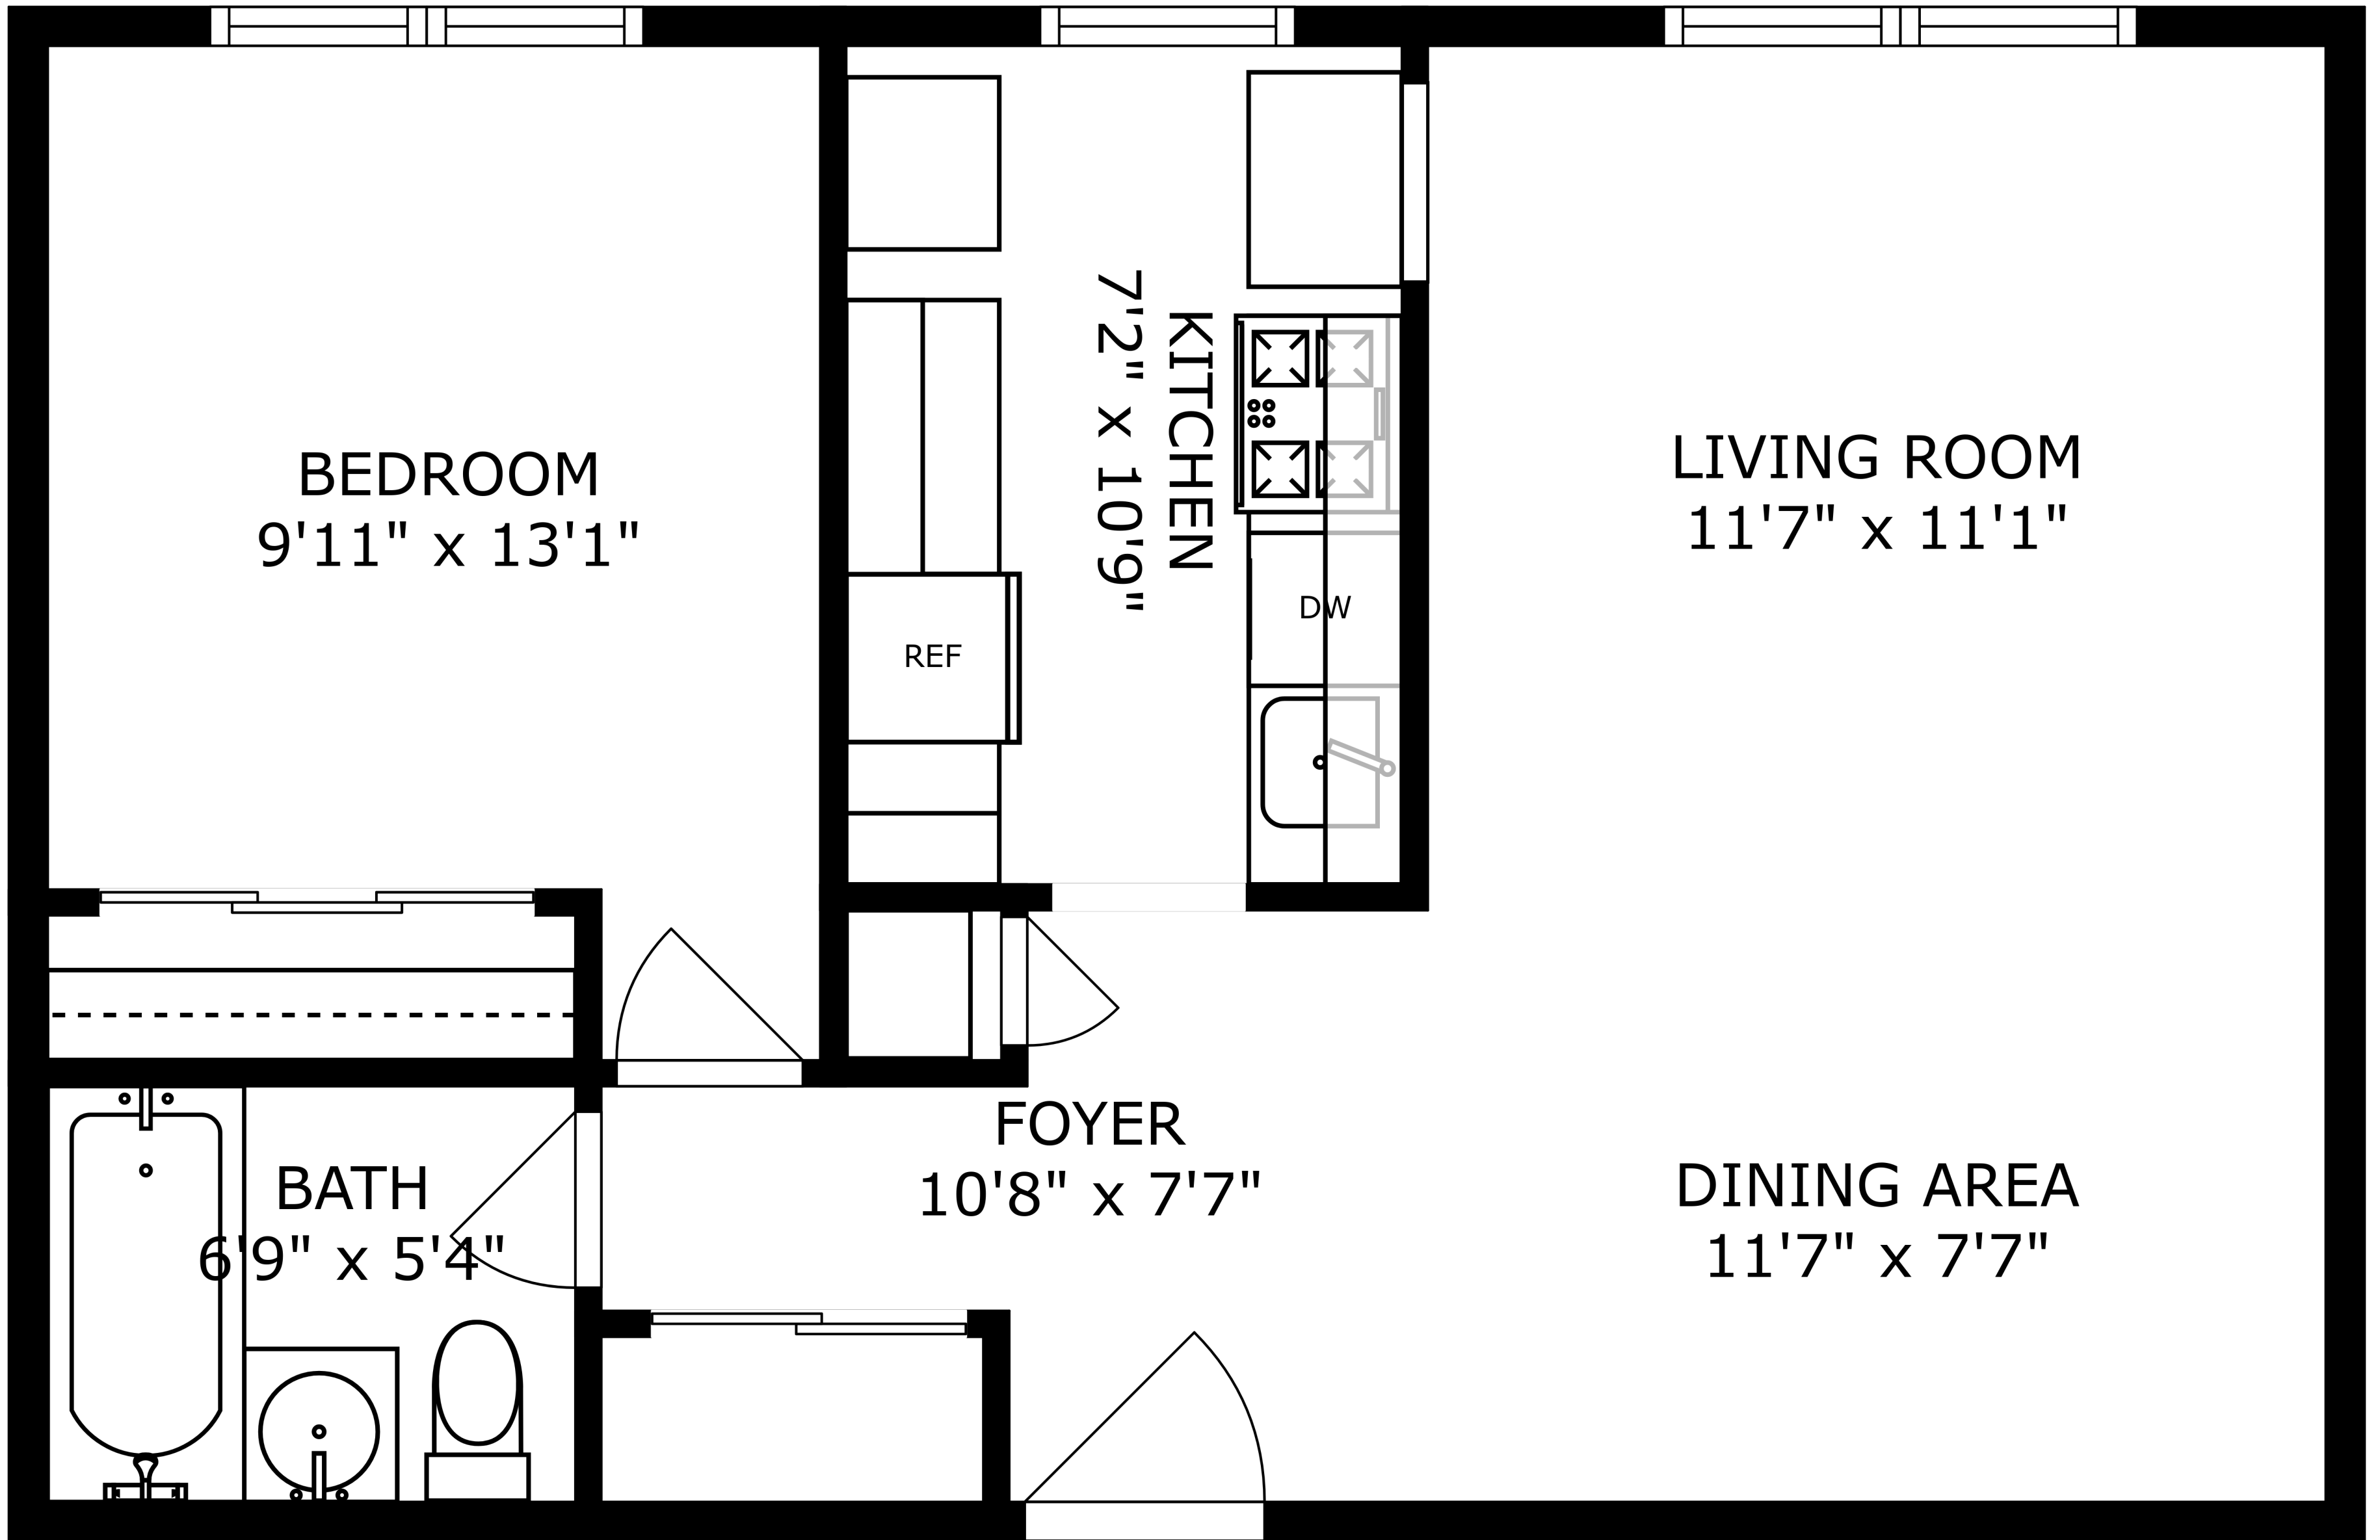 BEDROOM
9'11" x 13'1"
KITCHEN
7'2" x 10'9"
REF
DW
LIVING ROOM
11'7" x 11'1"
BATH
6'9" x 5'4"
FOYER
10'8" x 7'7"
DINING AREA
11'7" x 7'7"